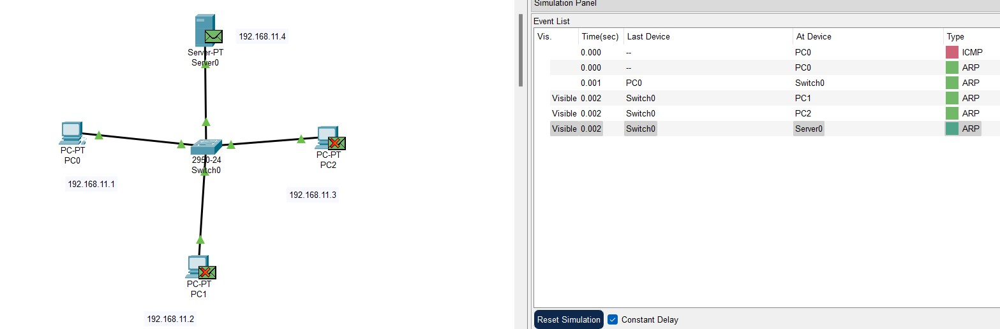 192.168.11.4
Server-PT
Server0
PC-PT
PC0
192.168.11.1
2950-24
Switch0
PC-PT
PC2
192.168.11.3
PC-PT
PC1
192.168.11.2
Simulation Panel
Event List
Vis. Time(sec) Last Device At Device Type
0.000 -- PC0 ICMP
0.000 -- PC0 ARP
0.001 PC0 Switch0 ARP
Visible 0.002 Switch0 PC1 ARP
Visible 0.002 Switch0 PC2 ARP
Visible 0.002 Switch0 Server0 ARP
Reset Simulation Constant Delay